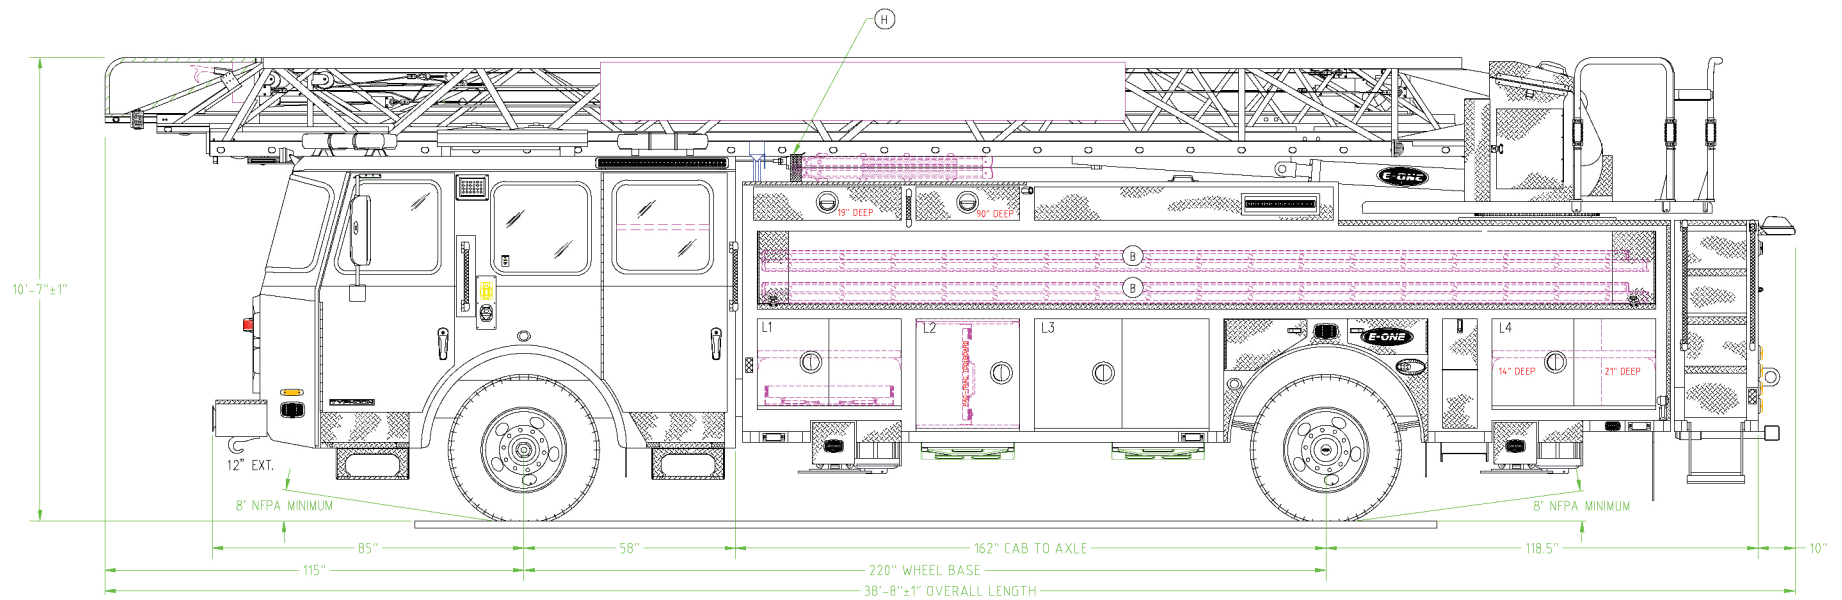 H
10'-7"±1"
E-ONE
19" DEEP
90" DEEP
B
B
L1
L2
L3
L4
E-ONE
14" DEEP
21" DEEP
12" EXT.
8° NFPA MINIMUM
8° NFPA MINIMUM
85"
58"
162" CAB TO AXLE
118.5"
10"
115"
220" WHEEL BASE
38'-8"±1" OVERALL LENGTH